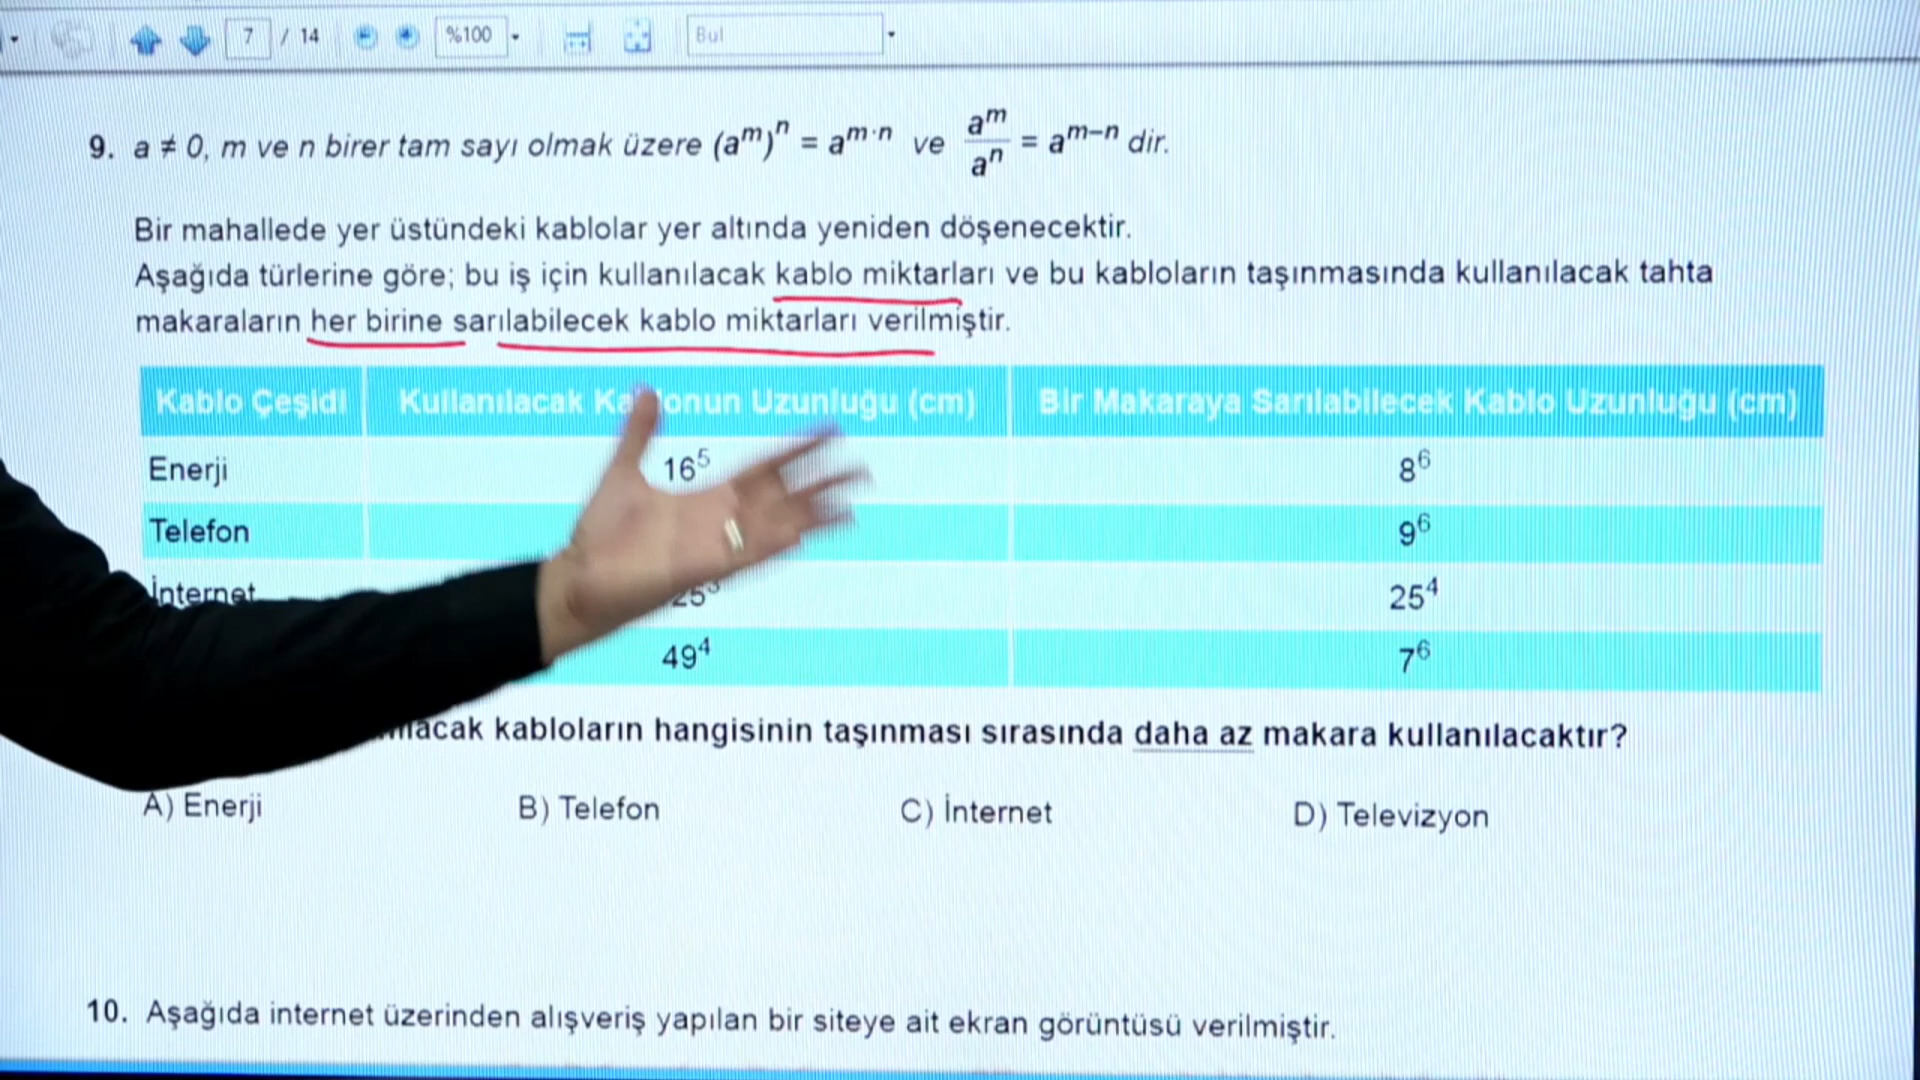 7 / 14 %100 Bul
9. a ≠ 0, m ve n birer tam sayı olmak üzere (aᵐ)ⁿ = aᵐ·ⁿ ve aᵐ/aⁿ = aᵐ⁻ⁿ dir.
Bir mahallede yer üstündeki kablolar yer altında yeniden döşenecektir.
Aşağıda türlerine göre; bu iş için kullanılacak kablo miktarları ve bu kabloların taşınmasında kullanılacak tahta
makaraların her birine sarılabilecek kablo miktarları verilmiştir.
Kablo Çeşidi Kullanılacak Uzunluğu (cm) Bir Makaraya Sarılabilecek Kablo Uzunluğu (cm)
Enerji 16⁵ 8⁶
Telefon 9⁶
İnternet 25⁴
49⁴ 7⁶
kabloların hangisinin taşınması sırasında daha az makara kullanılacaktır?
A) Enerji B) Telefon C) İnternet D) Televizyon
10. Aşağıda internet üzerinden alışveriş yapılan bir siteye ait ekran görüntüsü verilmiştir.